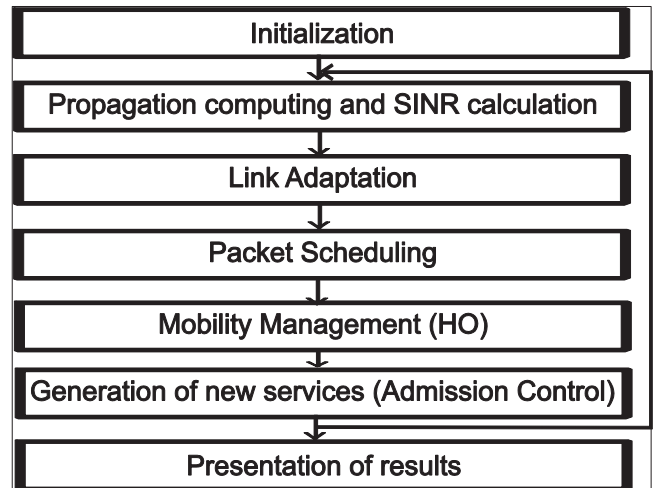 Initialization
Propagation computing and SINR calculation
Link Adaptation
Packet Scheduling
Mobility Management (HO)
Generation of new services (Admission Control)
Presentation of results